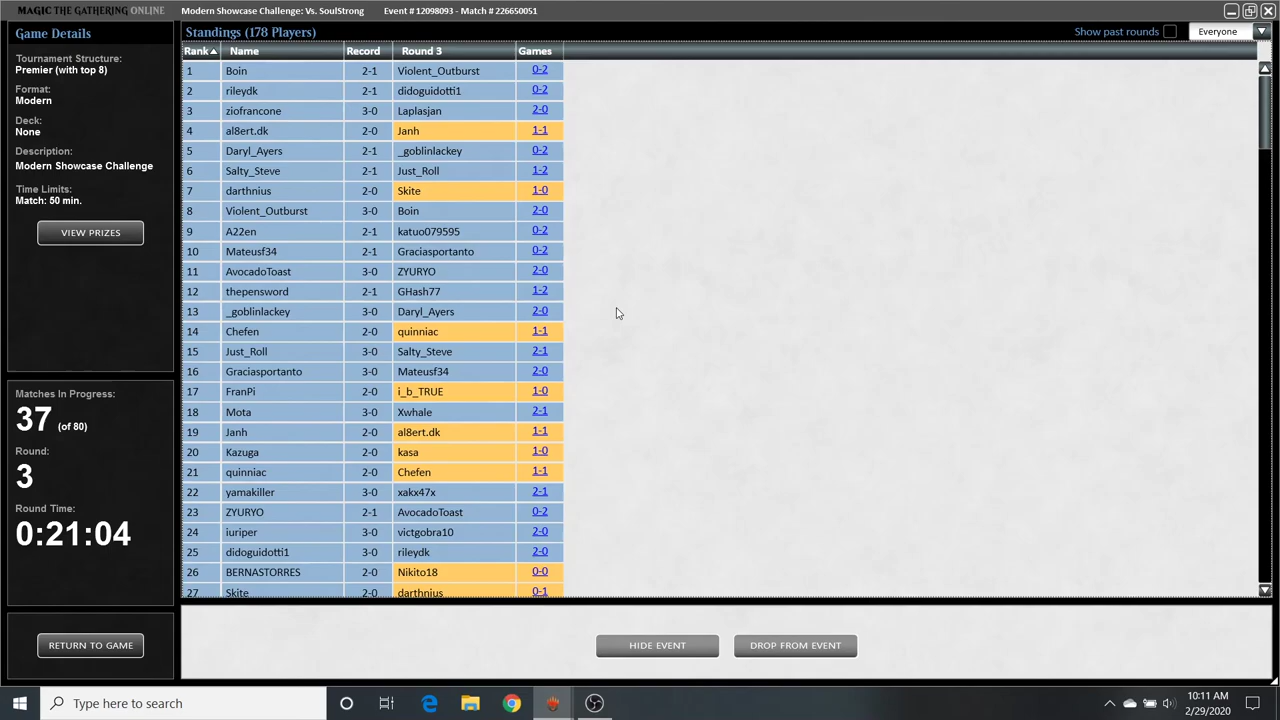 MAGIC THE GATHERING ONLINE
Modern Showcase Challenge: Vs. SoulStrong
Event # 12098093 - Match # 226650051
Game Details
Tournament Structure:
Premier (with top 8)
Format:
Modern
Deck:
None
Description:
Modern Showcase Challenge
Time Limits:
Match: 50 min.
VIEW PRIZES
Matches In Progress:
37 (of 80)
Round:
3
Round Time:
0:21:04
RETURN TO GAME
Standings (178 Players)
Show past rounds
Everyone
Rank Name Record Round 3 Games
1 Boin 2-1 Violent_Outburst 0-2
2 rileydk 2-1 didoguidotti1 0-2
3 ziofrancone 3-0 Laplasjan 2-0
4 al8ert.dk 2-0 Janh 1-1
5 Daryl_Ayers 2-1 _goblinlackey 0-2
6 Salty_Steve 2-1 Just_Roll 1-2
7 darthnius 2-0 Skite 1-0
8 Violent_Outburst 3-0 Boin 2-0
9 A22en 2-1 katuo079595 0-2
10 Mateusf34 2-1 Graciasportanto 0-2
11 AvocadoToast 3-0 ZYURYO 2-0
12 thepensword 2-1 GHash77 1-2
13 _goblinlackey 3-0 Daryl_Ayers 2-0
14 Chefen 2-0 quinniac 1-1
15 Just_Roll 3-0 Salty_Steve 2-1
16 Graciasportanto 3-0 Mateusf34 2-0
17 FranPi 2-0 i_b_TRUE 1-0
18 Mota 3-0 Xwhale 2-1
19 Janh 2-0 al8ert.dk 1-1
20 Kazuga 2-0 kasa 1-0
21 quinniac 2-0 Chefen 1-1
22 yamakiller 3-0 xakx47x 2-1
23 ZYURYO 2-1 AvocadoToast 0-2
24 iuriper 3-0 victgobra10 2-0
25 didoguidotti1 3-0 rileydk 2-0
26 BERNASTORRES 2-0 Nikito18 0-0
27 Skite 2-0 darthnius 0-1
HIDE EVENT
DROP FROM EVENT
Type here to search
10:11 AM
2/29/2020